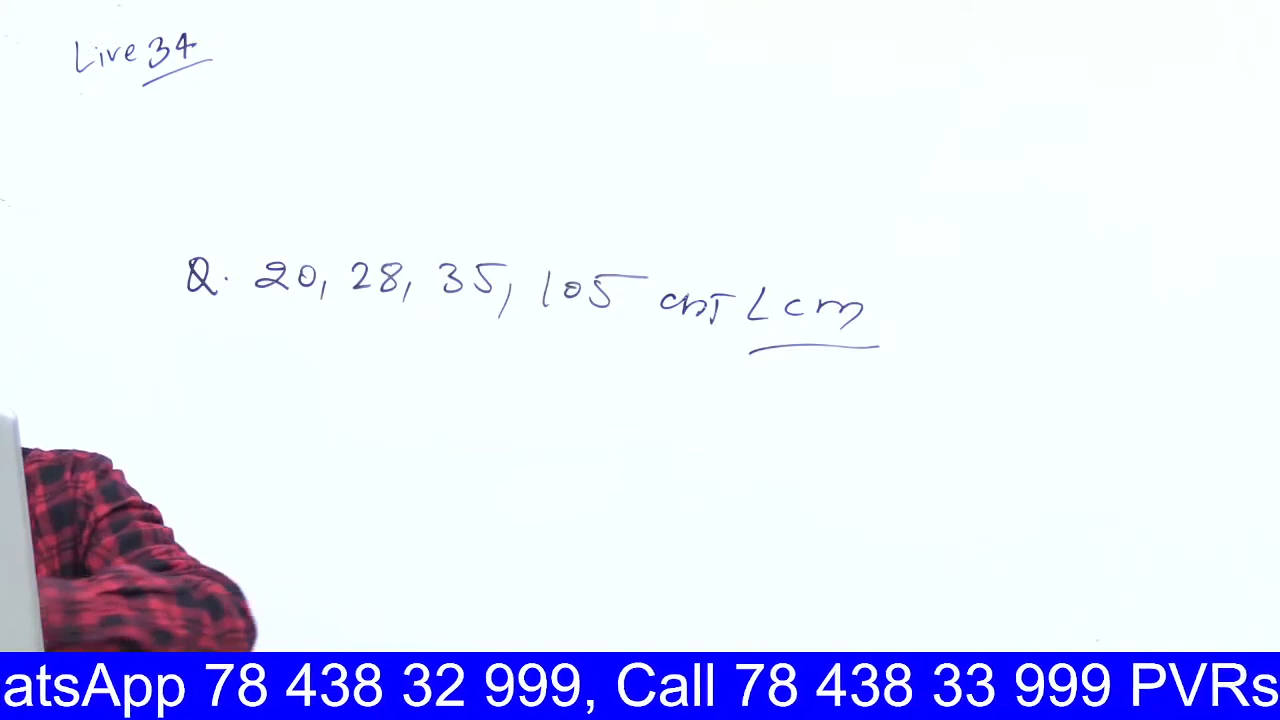 Live 34
Q. 20, 28, 35, 105 Lcm
atsApp 78 438 32 999, Call 78 438 33 999 PVRs